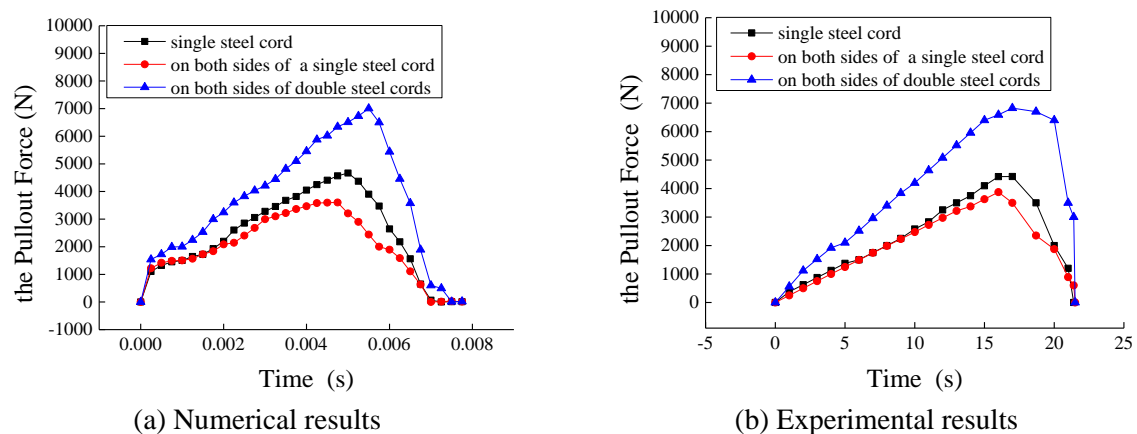 10000
9000
8000
7000
6000
5000
4000
3000
2000
1000
0
-1000
the Pullout Force (N)
single steel cord
on both sides of  a single steel cord
on both sides of double steel cords
0.000 0.002 0.004 0.006 0.008
Time  (s)
(a) Numerical results
10000
9000
8000
7000
6000
5000
4000
3000
2000
1000
0
the Pullout Force (N)
single steel cord
on both sides of  a single steel cord
on both sides of double steel cords
-5 0 5 10 15 20 25
Time  (s)
(b) Experimental results